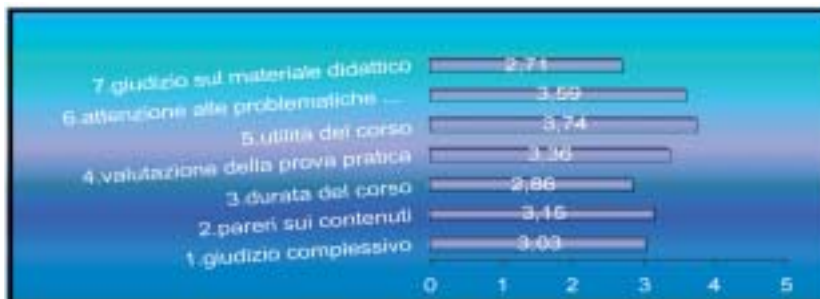 7.giudizio sul materiale didattico 2,71
6.attenzione alle problematiche ... 3,59
5.utilità del corso 3,74
4.valutazione della prova pratica 3,36
3.durata del corso 2,86
2.pareri sui contenuti 3,15
1.giudizio complessivo 3,03
0 1 2 3 4 5